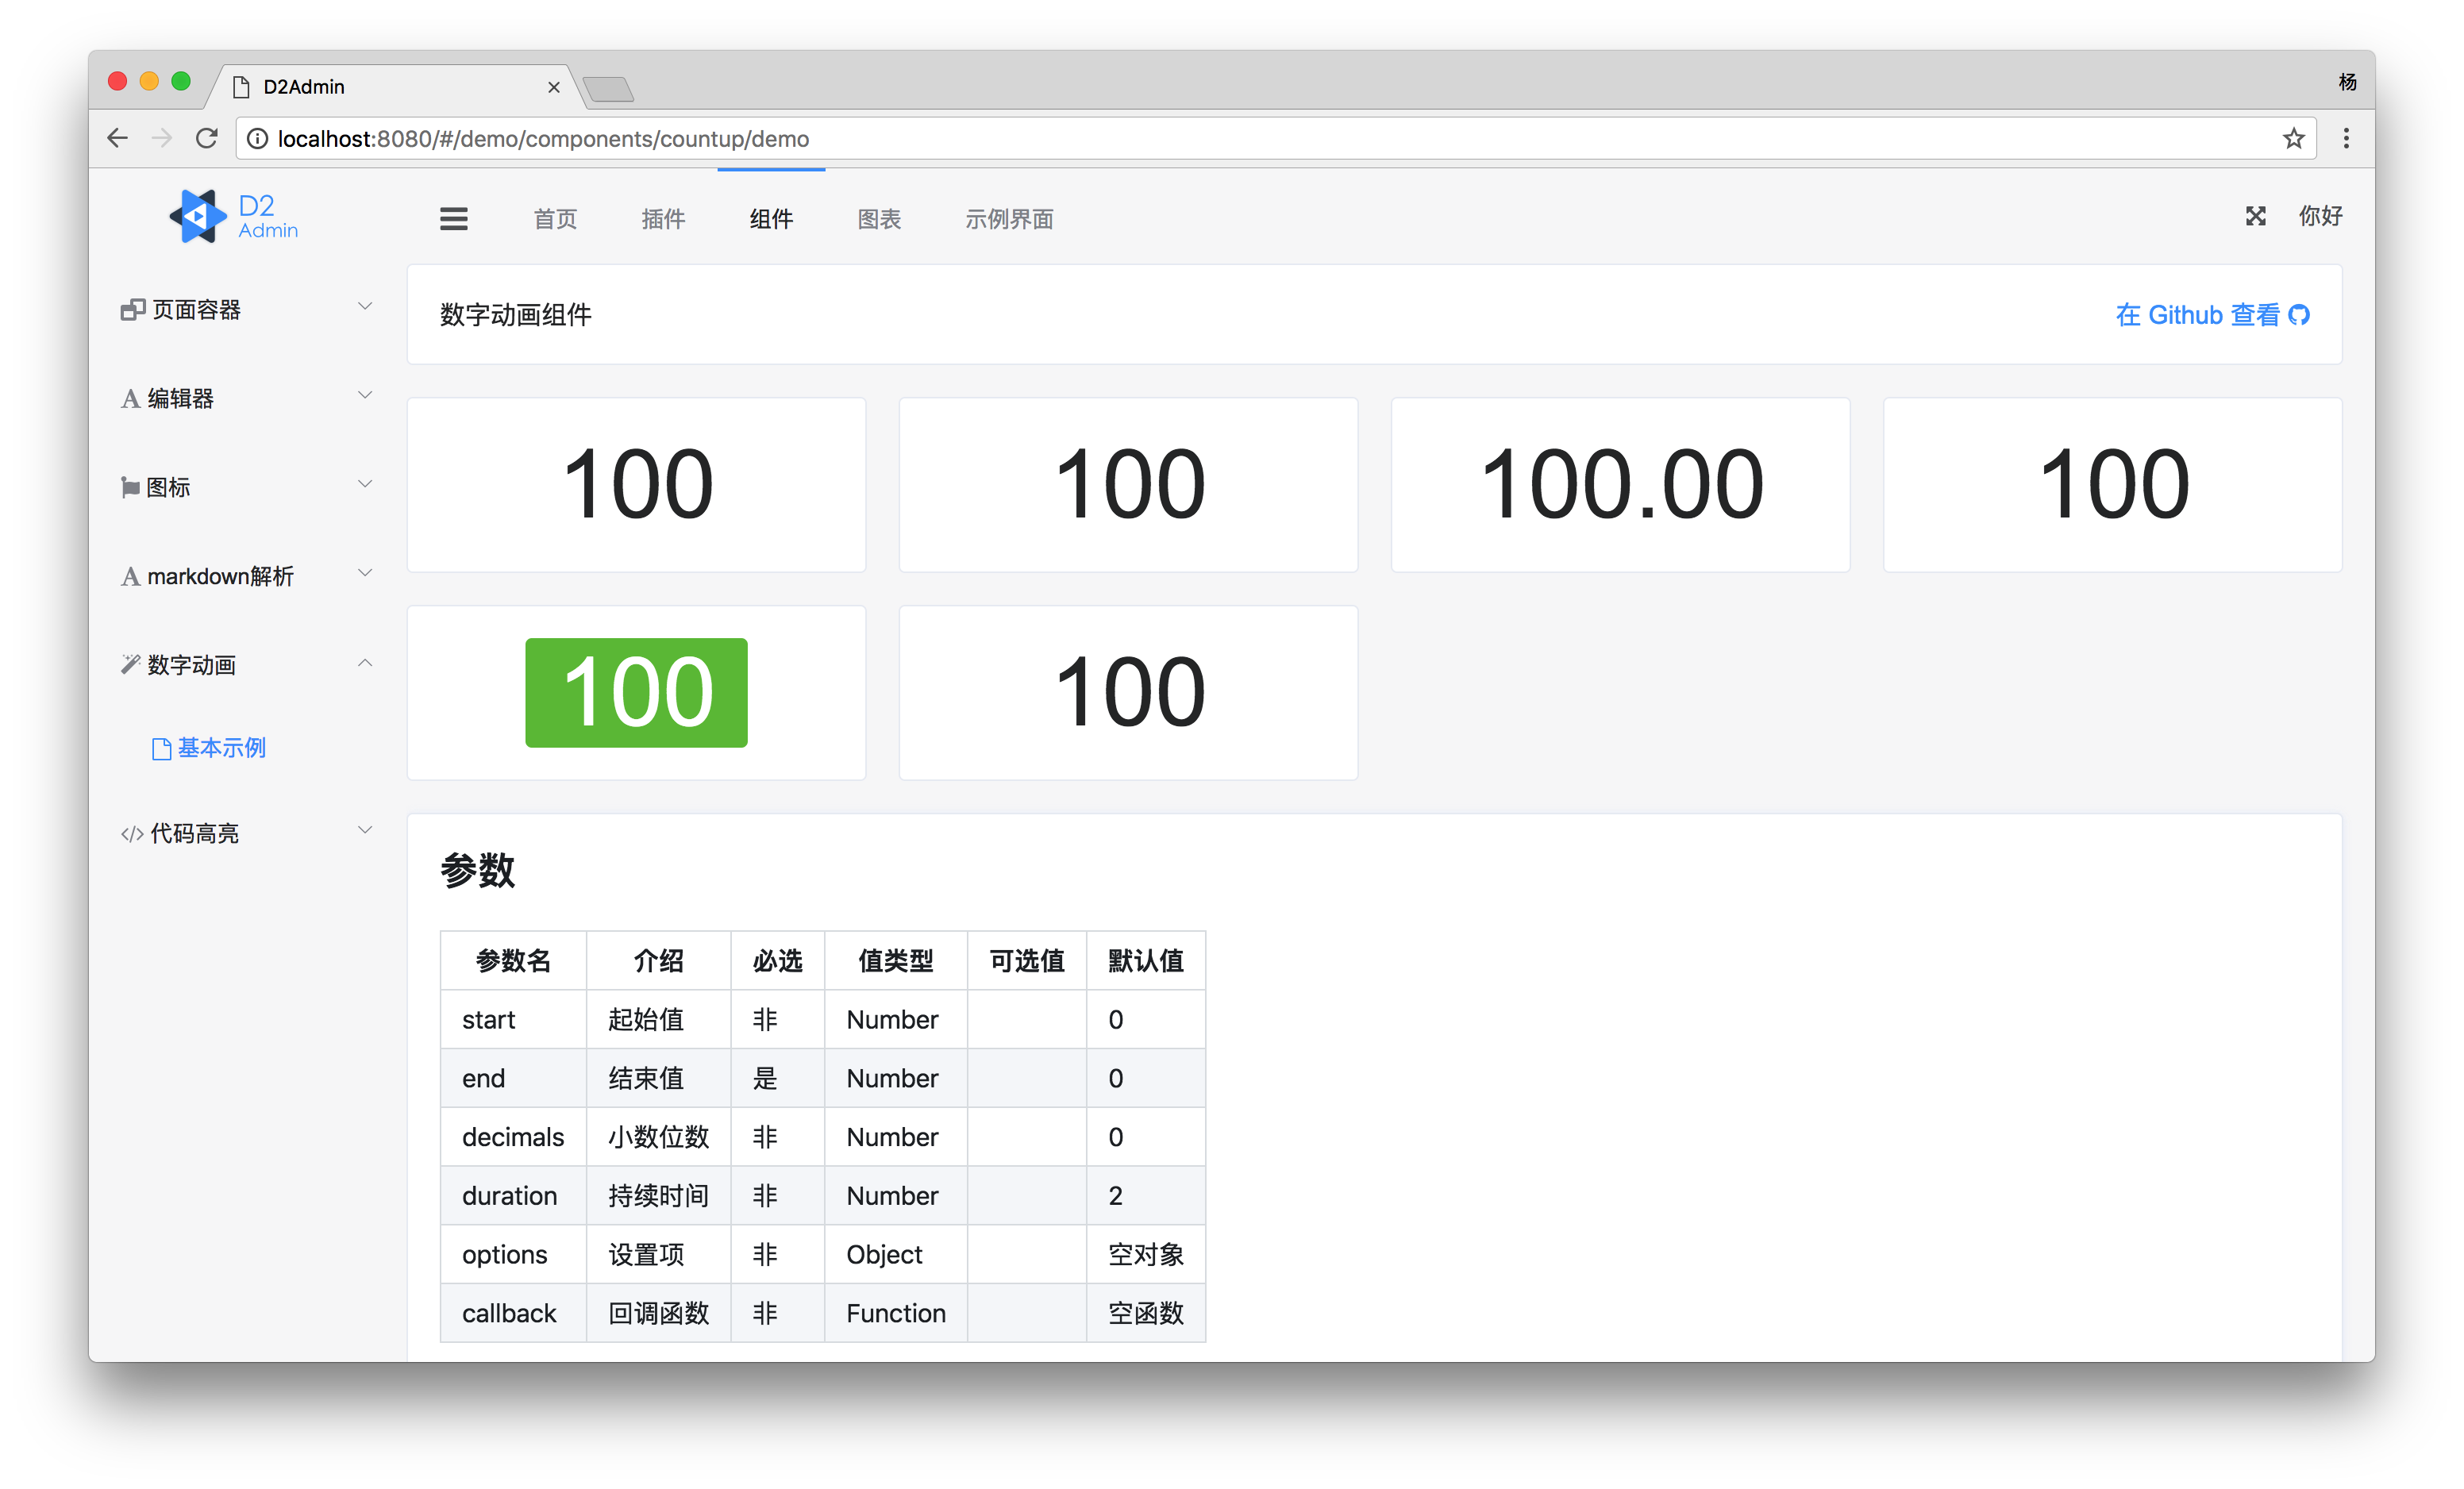 D2Admin
杨
localhost:8080/#/demo/components/countup/demo
D2
Admin
首页 插件 组件 图表 示例界面 你好
页面容器
编辑器
图标
markdown解析
数字动画
基本示例
代码高亮
数字动画组件 在 Github 查看
100 100 100.00 100
100 100
参数
参数名 介绍 必选 值类型 可选值 默认值
start 起始值 非 Number 0
end 结束值 是 Number 0
decimals 小数位数 非 Number 0
duration 持续时间 非 Number 2
options 设置项 非 Object 空对象
callback 回调函数 非 Function 空函数